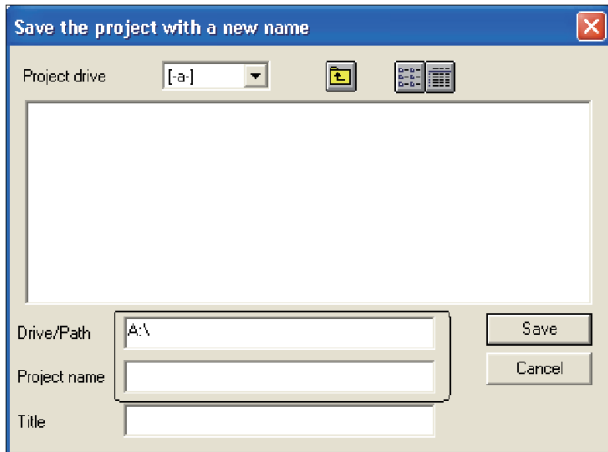 Save the project with a new name
Project drive [-a-]
Drive/Path A:\
Save
Project name
Cancel
Title